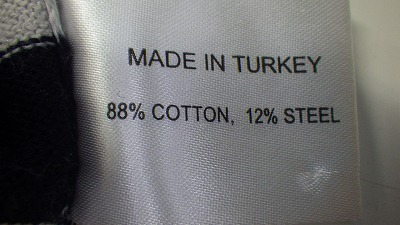 MADE IN TURKEY
88% COTTON, 12% STEEL